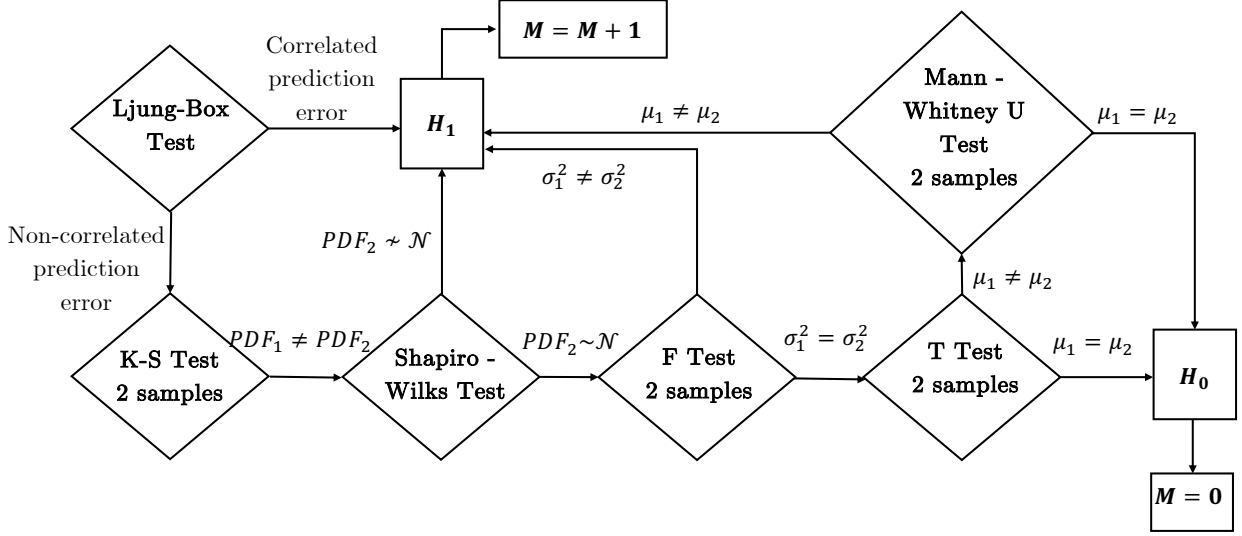 M = M + 1
Correlated
prediction
error
Ljung-Box
Test
H₁
μ₁ ≠ μ₂
Mann -
Whitney U
Test
2 samples
μ₁ = μ₂
σ₁² ≠ σ₂²
Non-correlated
prediction
error
PDF₂ ≁ 𝒩
μ₁ ≠ μ₂
K-S Test
2 samples
PDF₁ ≠ PDF₂
Shapiro -
Wilks Test
PDF₂~𝒩
F Test
2 samples
σ₁² = σ₂²
T Test
2 samples
μ₁ = μ₂
H₀
M = 0